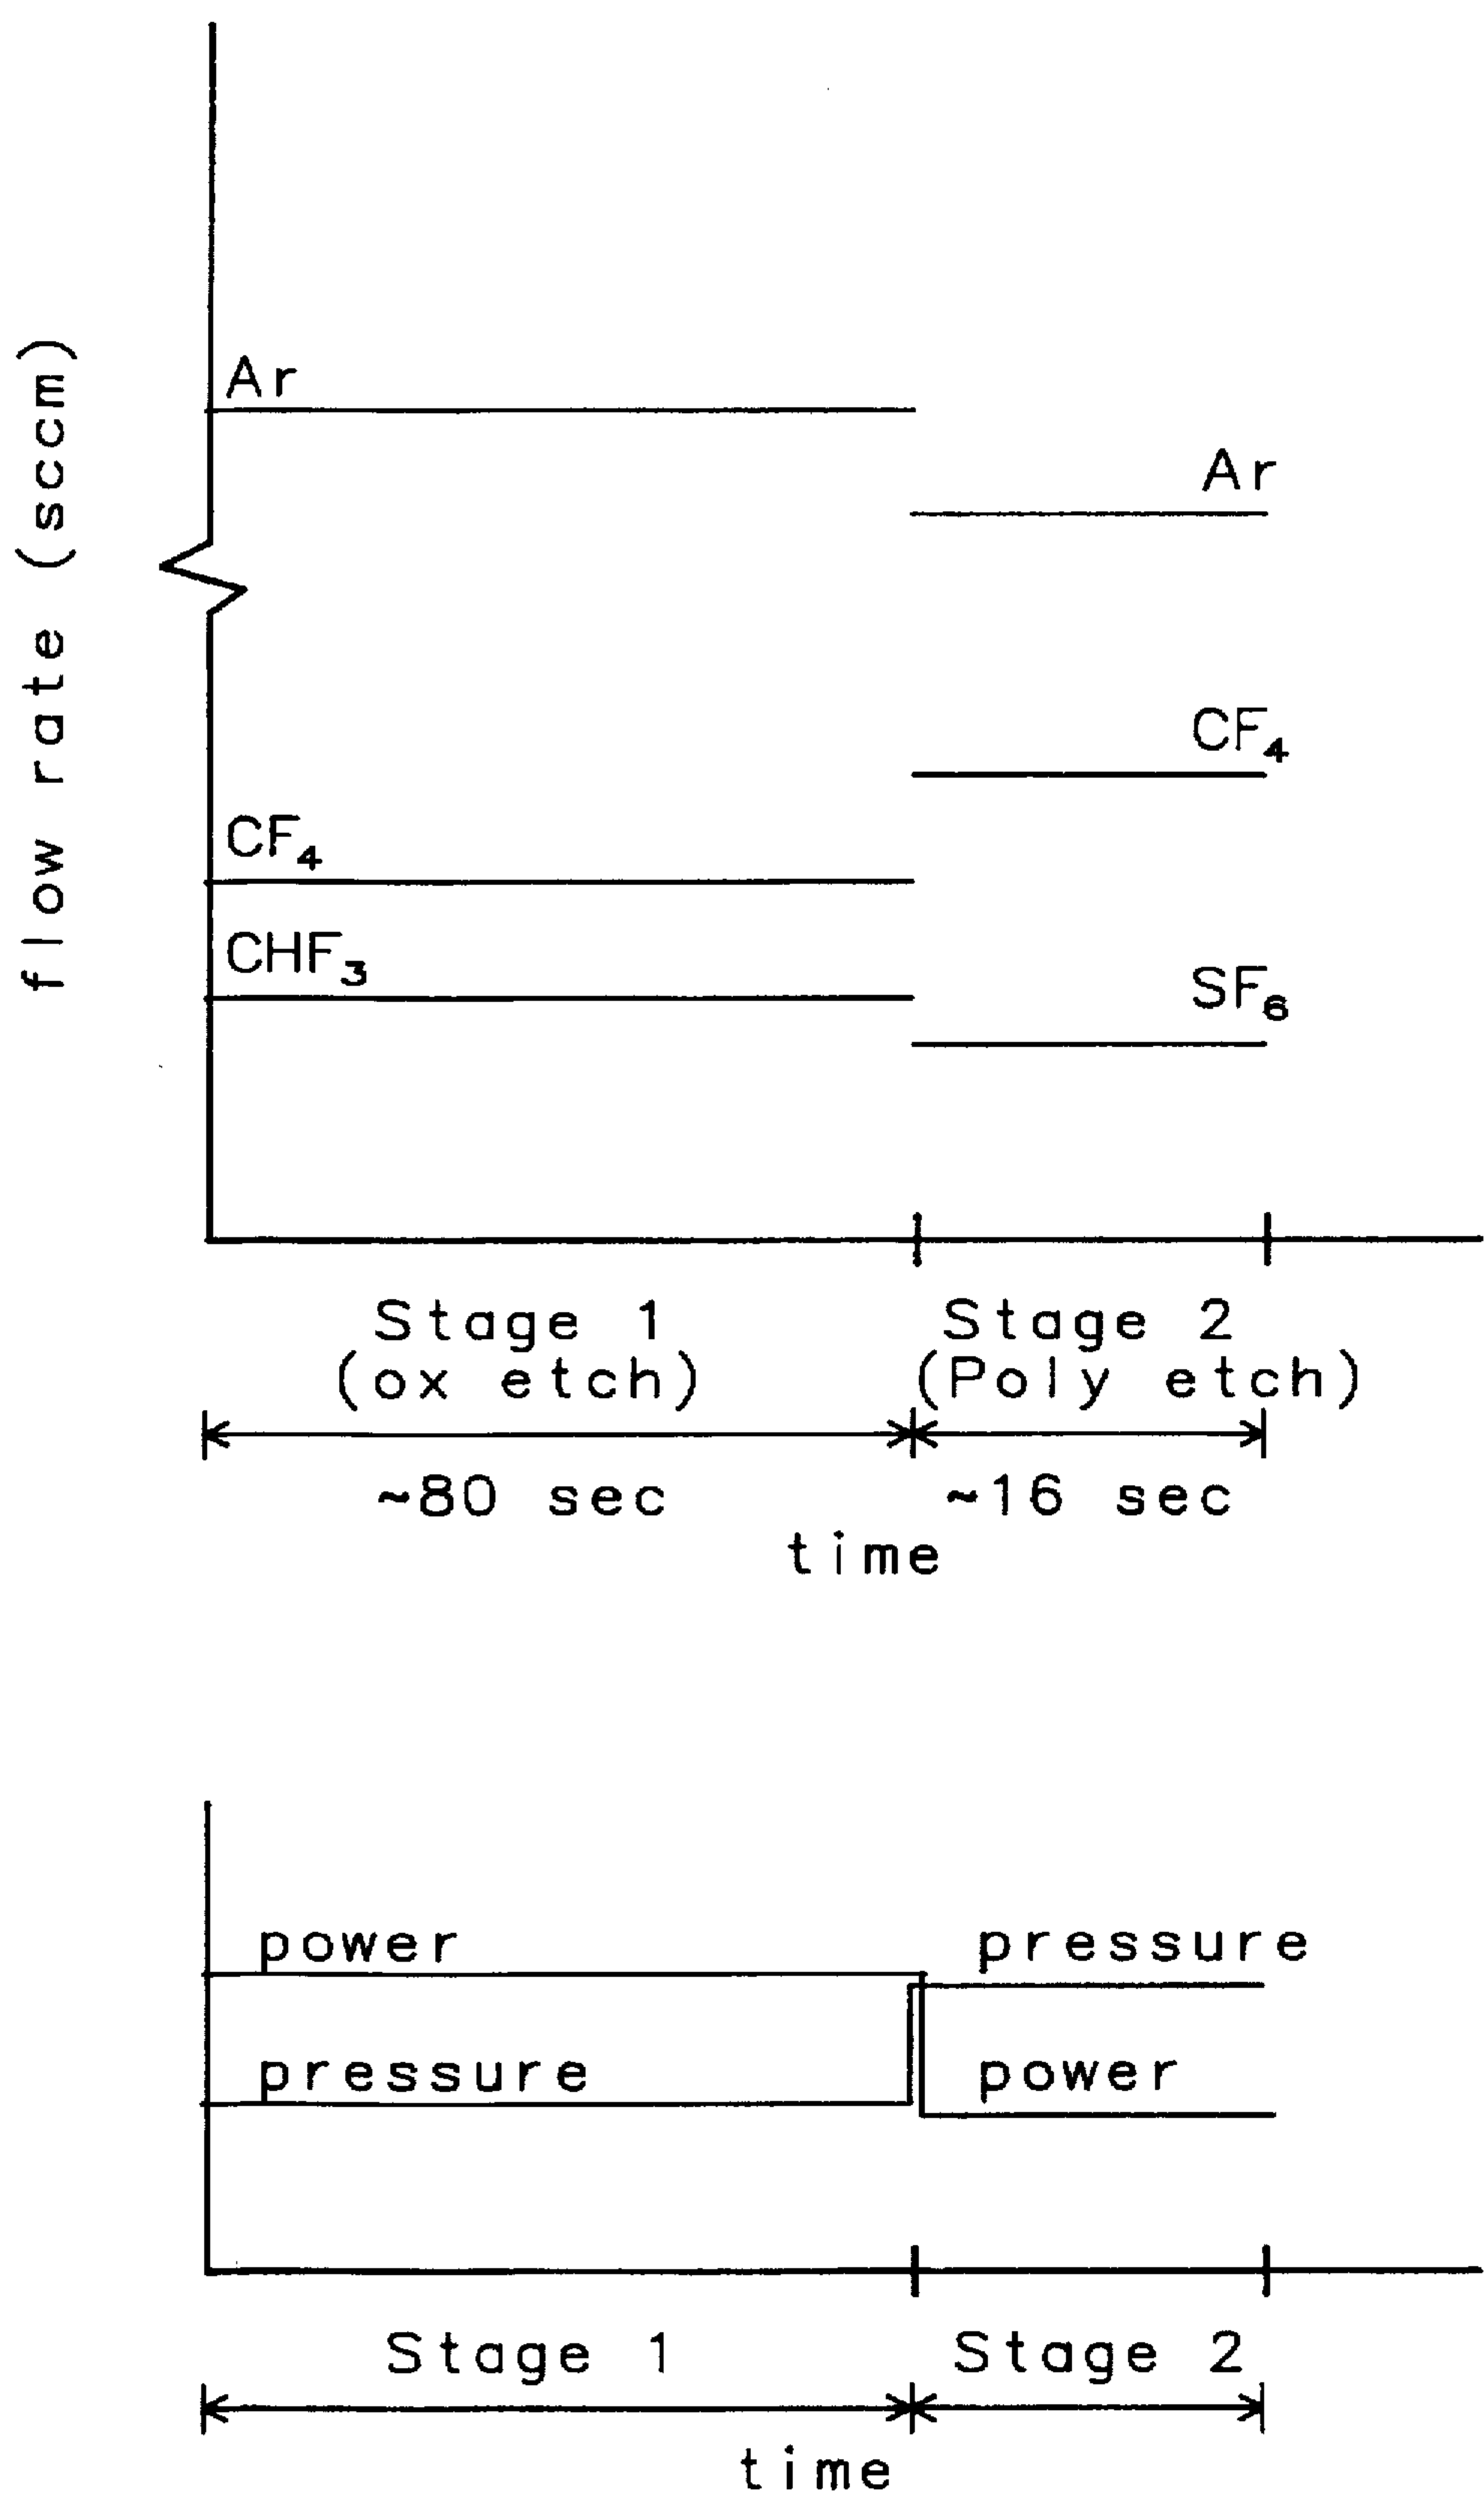 flow rate (sccm)
Ar
Ar
CF₄
CF₄
CHF₃
SF₆
Stage 1 Stage 2
(ox etch) (Poly etch)
~80 sec ~16 sec
time
power pressure
pressure power
Stage 1 Stage 2
time